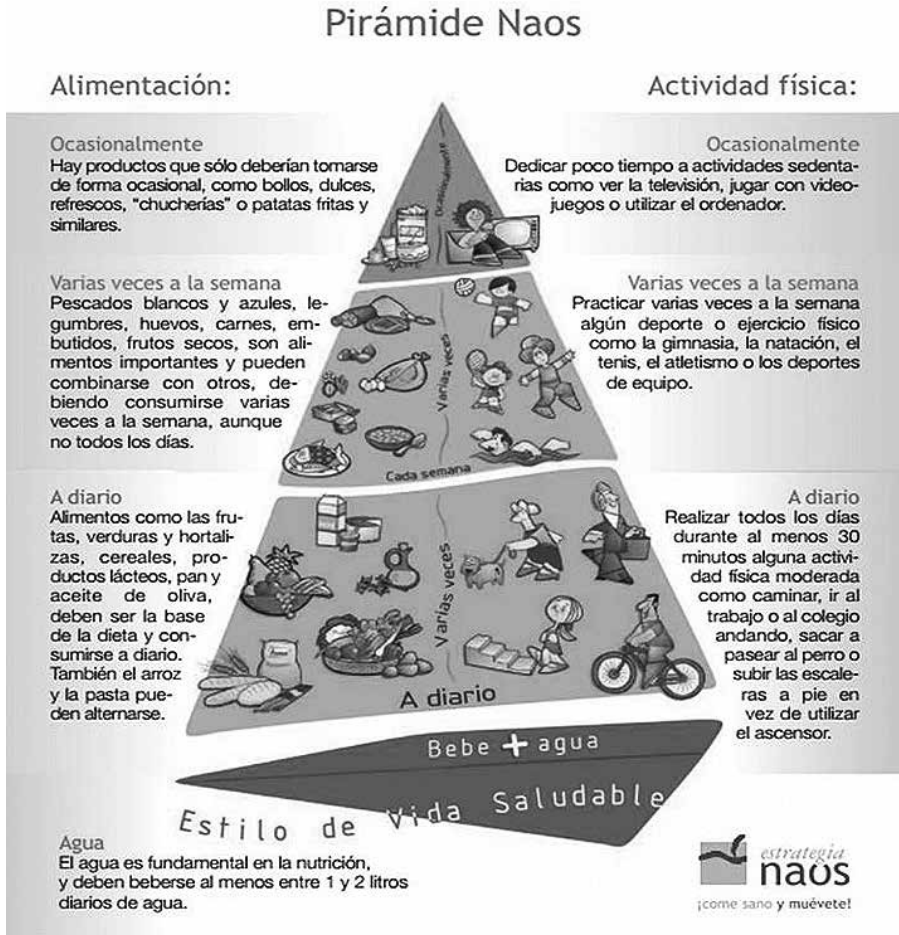 Pirámide Naos
Alimentación:
Ocasionalmente
Hay productos que sólo deberían tomarse
de forma ocasional, como bollos, dulces,
refrescos, “chucherías” o patatas fritas y
similares.
Varias veces a la semana
Pescados blancos y azules, le-
gumbres, huevos, carnes, em-
butidos, frutos secos, son ali-
mentos importantes y pueden
combinarse con otros, de-
biendo consumirse varias
veces a la semana, aunque
no todos los días.
A diario
Alimentos como las fru-
tas, verduras y hortali-
zas, cereales, pro-
ductos lácteos, pan y
aceite de oliva,
deben ser la base
de la dieta y con-
sumirse a diario.
También el arroz
y la pasta pue-
den alternarse.
Agua
El agua es fundamental en la nutrición,
y deben beberse al menos entre 1 y 2 litros
diarios de agua.
Ocasionalmente
Varias veces
Cada semana
Varias veces
A diario
Bebe + agua
Estilo de Vida Saludable
Actividad física:
Ocasionalmente
Dedicar poco tiempo a actividades sedenta-
rias como ver la televisión, jugar con video-
juegos o utilizar el ordenador.
Varias veces a la semana
Practicar varias veces a la semana
algún deporte o ejercicio físico
como la gimnasia, la natación, el
tenis, el atletismo o los deportes
de equipo.
A diario
Realizar todos los días
durante al menos 30
minutos alguna activi-
dad física moderada
como caminar, ir al
trabajo o al colegio
andando, sacar a
pasear al perro o
subir las escale-
ras a pie en
vez de utilizar
el ascensor.
estrategia
naos
¡come sano y muévete!